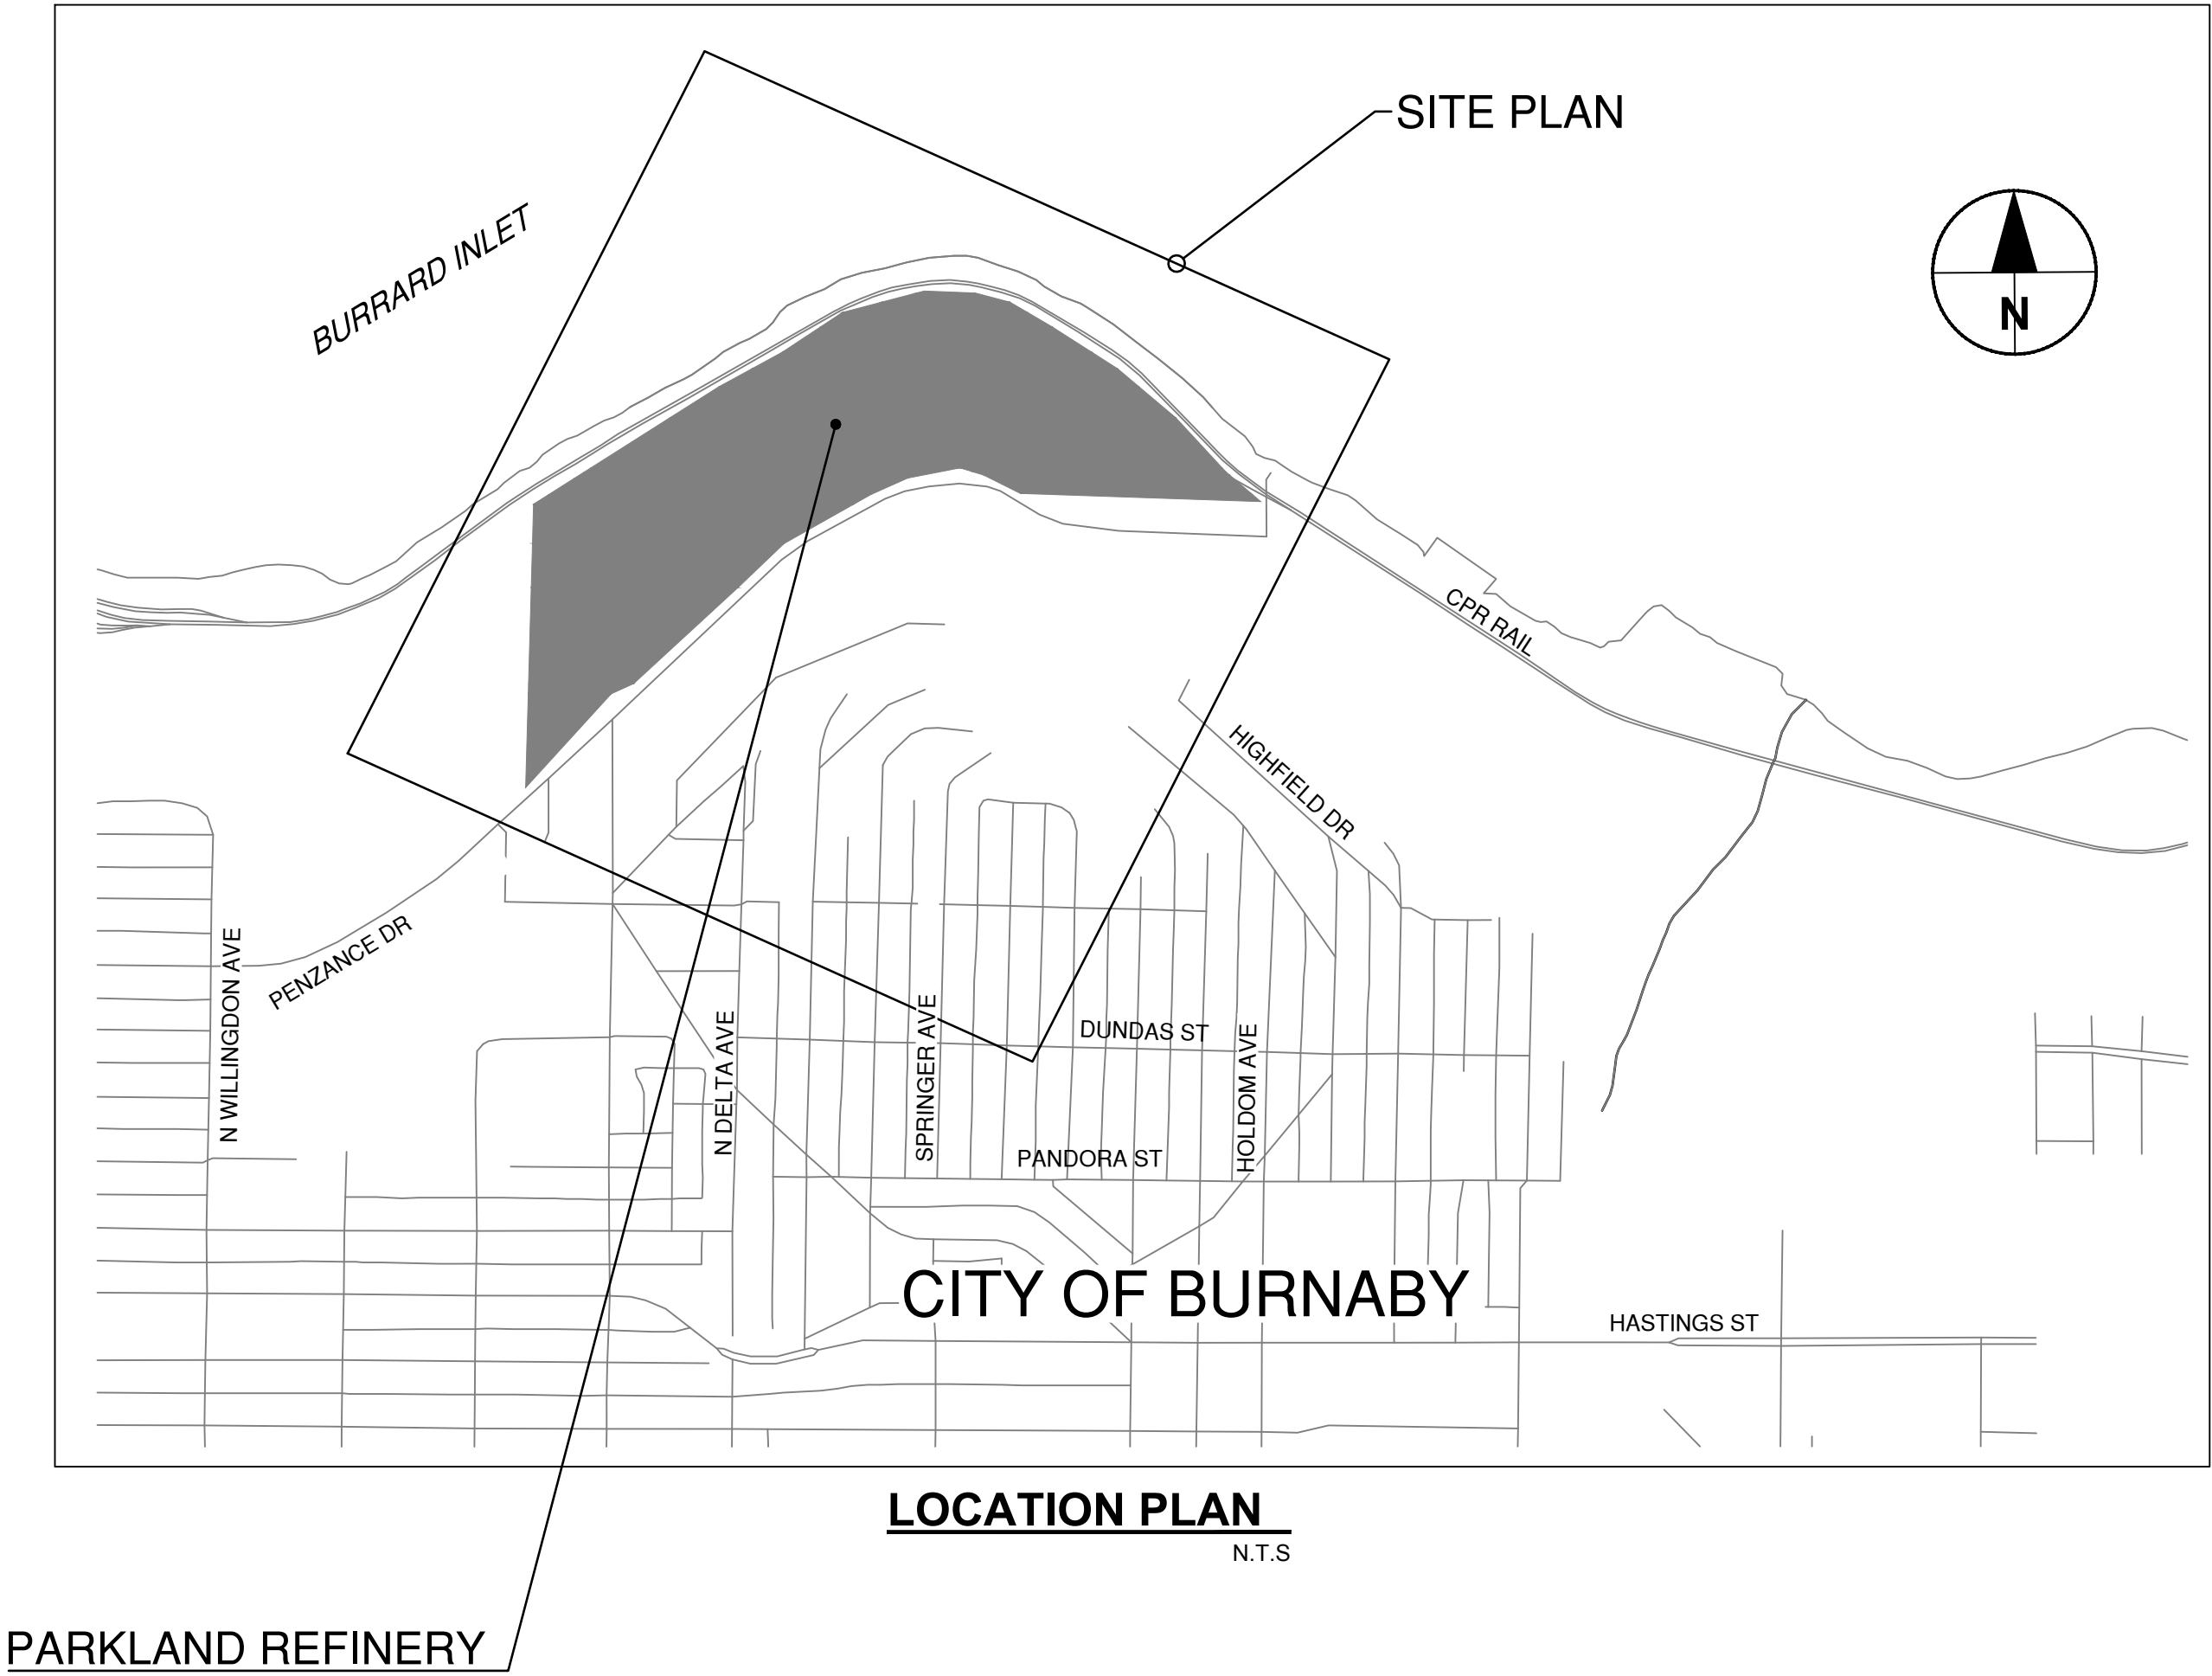 SITE PLAN
BURRARD INLET
N
CPR RAIL
HIGHFIELD DR
PENZANCE DR
N WILLINGDON AVE
N DELTA AVE
SPRINGER AVE
DUNDAS ST
HOLDOM AVE
PANDORA ST
CITY OF BURNABY
HASTINGS ST
LOCATION PLAN
N.T.S
PARKLAND REFINERY